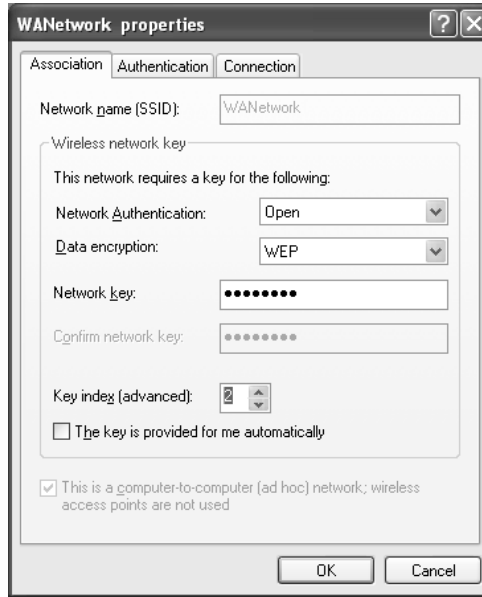 WANetwork properties
Association Authentication Connection
Network name (SSID): WANetwork
Wireless network key
This network requires a key for the following:
Network Authentication: Open
Data encryption: WEP
Network key: ••••••••
Confirm network key: ••••••••
Key index (advanced): 2
The key is provided for me automatically
This is a computer-to-computer (ad hoc) network; wireless
access points are not used
OK Cancel